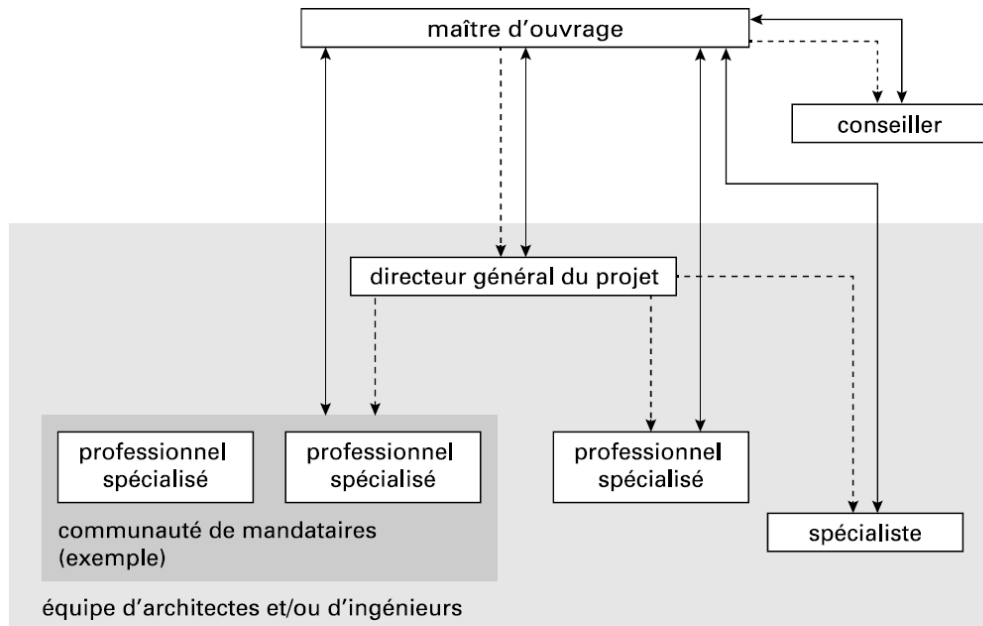 maître d'ouvrage
conseiller
directeur général du projet
professionnel
spécialisé
professionnel
spécialisé
professionnel
spécialisé
communauté de mandataires
(exemple)
spécialiste
équipe d'architectes et/ou d'ingénieurs